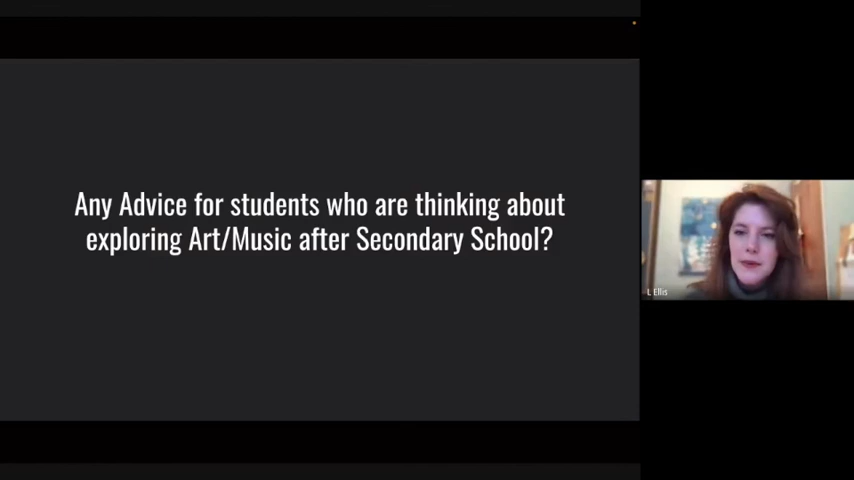 Any Advice for students who are thinking about
exploring Art/Music after Secondary School?
L Ellis